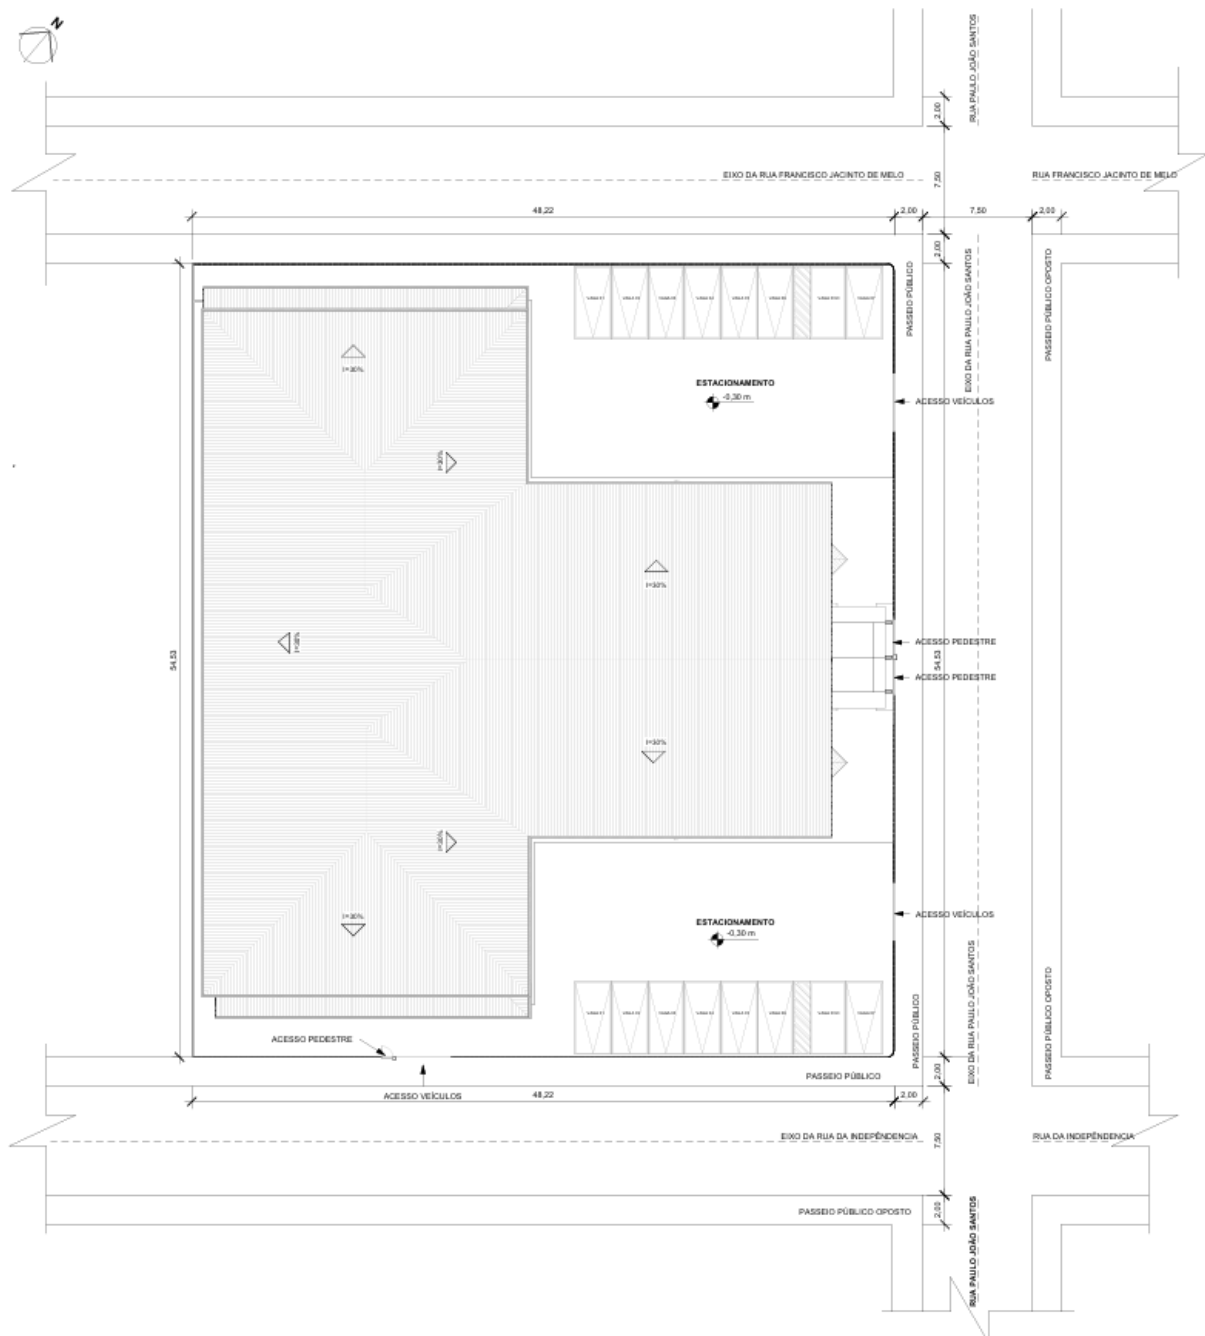 N
RUA PAULO JOÃO SANTOS
2,00
EIXO DA RUA FRANCISCO JACINTO DE MELO
7,50
RUA FRANCISCO JACINTO DE MELO
48,22
2,00
7,50
2,00
2,00
PASSEIO PÚBLICO
EIXO DA RUA PAULO JOÃO SANTOS
PASSEIO PÚBLICO OPOSTO
I=30%
ESTACIONAMENTO
-0,30 m
ACESSO VEÍCULOS
I=30%
I=30%
I=30%
54,53
ACESSO PEDESTRE
54,53
ACESSO PEDESTRE
I=30%
I=30%
I=30%
ESTACIONAMENTO
-0,30 m
ACESSO VEÍCULOS
EIXO DA RUA PAULO JOÃO SANTOS
PASSEIO PÚBLICO OPOSTO
PASSEIO PÚBLICO
ACESSO PEDESTRE
PASSEIO PÚBLICO
2,00
ACESSO VEÍCULOS
48,22
2,00
EIXO DA RUA DA INDEPÊNDENCIA
7,50
RUA DA INDEPÊNDENCIA
PASSEIO PÚBLICO OPOSTO
2,00
RUA PAULO JOÃO SANTOS